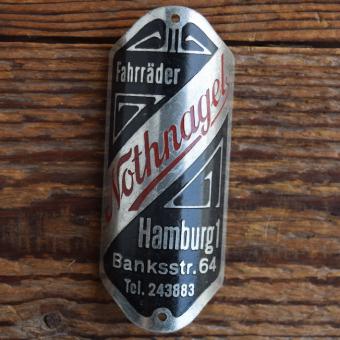 Fahrräder
Nothnagel
Hamburg 1
Banksstr. 64
Tel. 243883